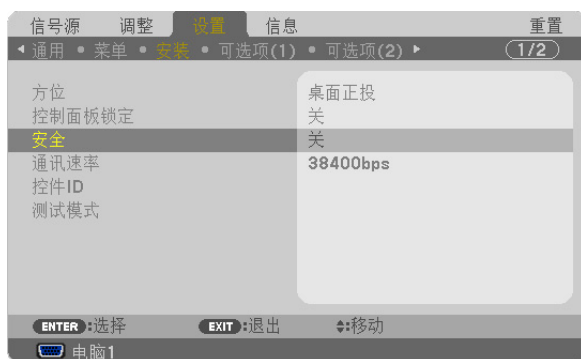 信号源 调整 设置 信息 重置
◂ 通用 • 菜单 • 安装 • 可选项(1) • 可选项(2) ▸ 1/2
方位 桌面正投
控制面板锁定 关
安全 关
通讯速率 38400bps
控件ID
测试模式
ENTER:选择 EXIT:退出 ⬍:移动
电脑1